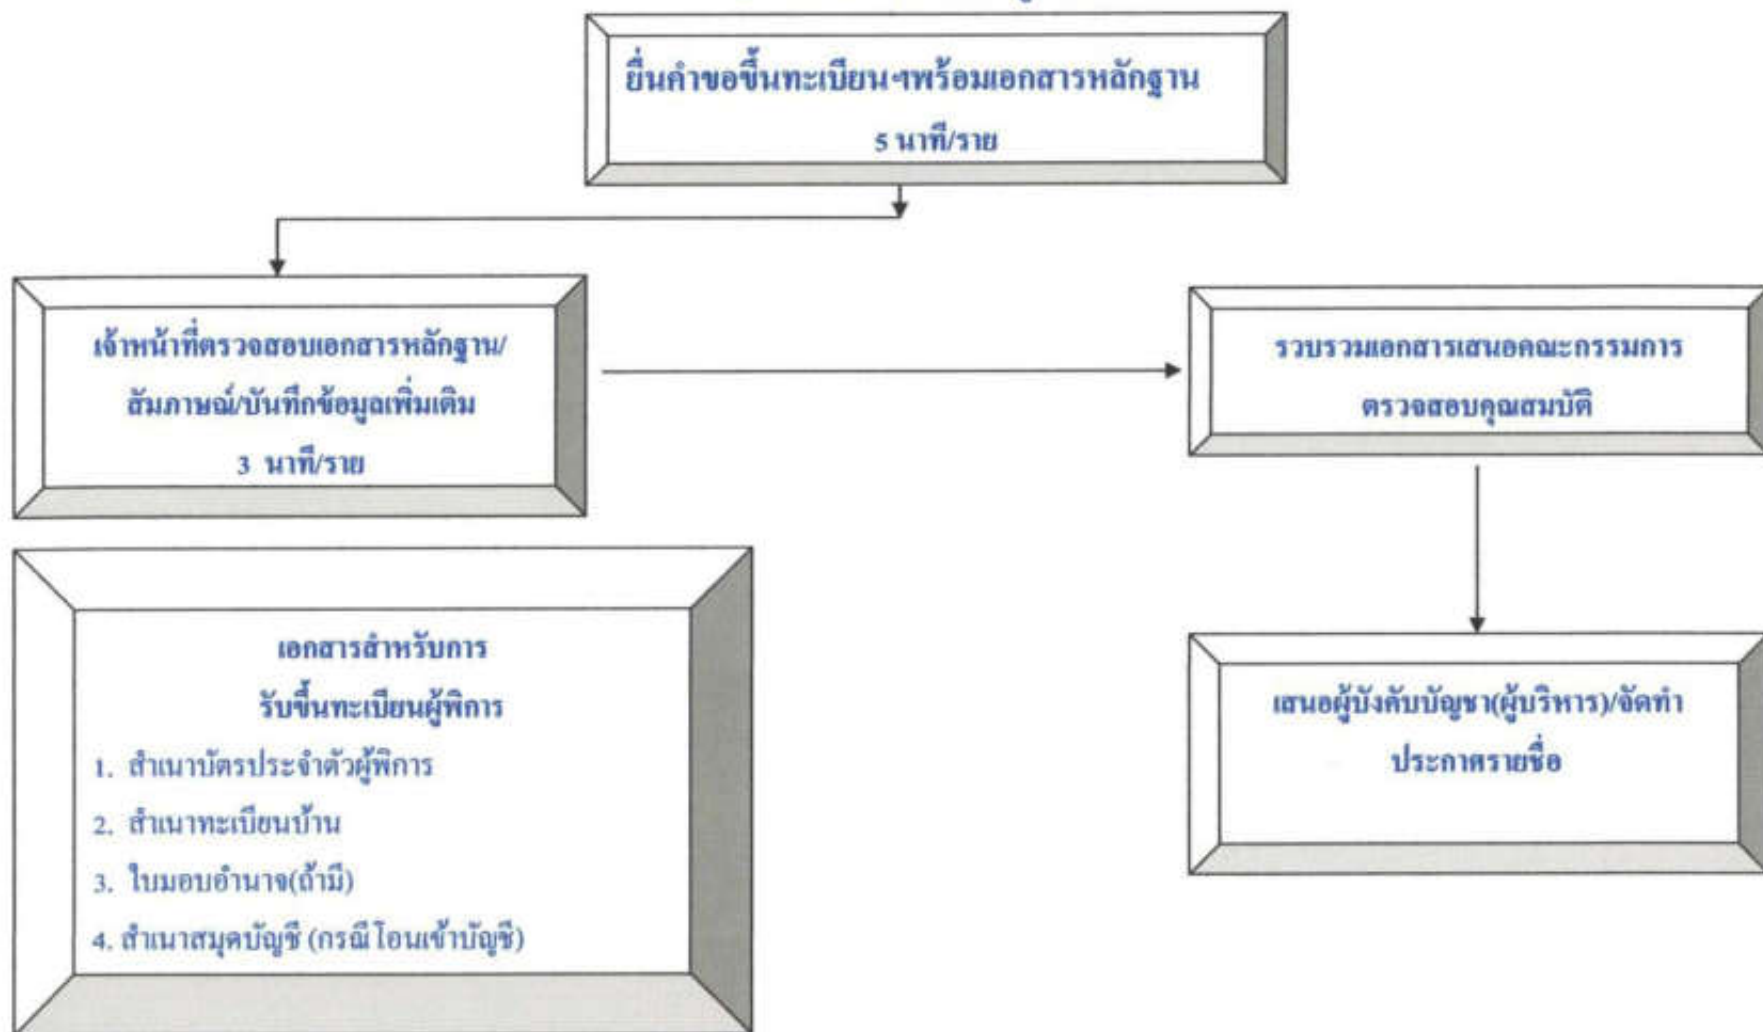 ยื่นคำขอขึ้นทะเบียนฯพร้อมเอกสารหลักฐาน
5 นาที/ราย
เจ้าหน้าที่ตรวจสอบเอกสารหลักฐาน/
สัมภาษณ์/บันทึกข้อมูลเพิ่มเติม
3 นาที/ราย
รวบรวมเอกสารเสนอคณะกรรมการ
ตรวจสอบคุณสมบัติ
เอกสารสำหรับการ
รับขึ้นทะเบียนผู้พิการ
1. สำเนาบัตรประจำตัวผู้พิการ
2. สำเนาทะเบียนบ้าน
3. ใบมอบอำนาจ(ถ้ามี)
4. สำเนาสมุดบัญชี (กรณีโอนเข้าบัญชี)
เสนอผู้บังคับบัญชา(ผู้บริหาร)/จัดทำ
ประกาศรายชื่อ